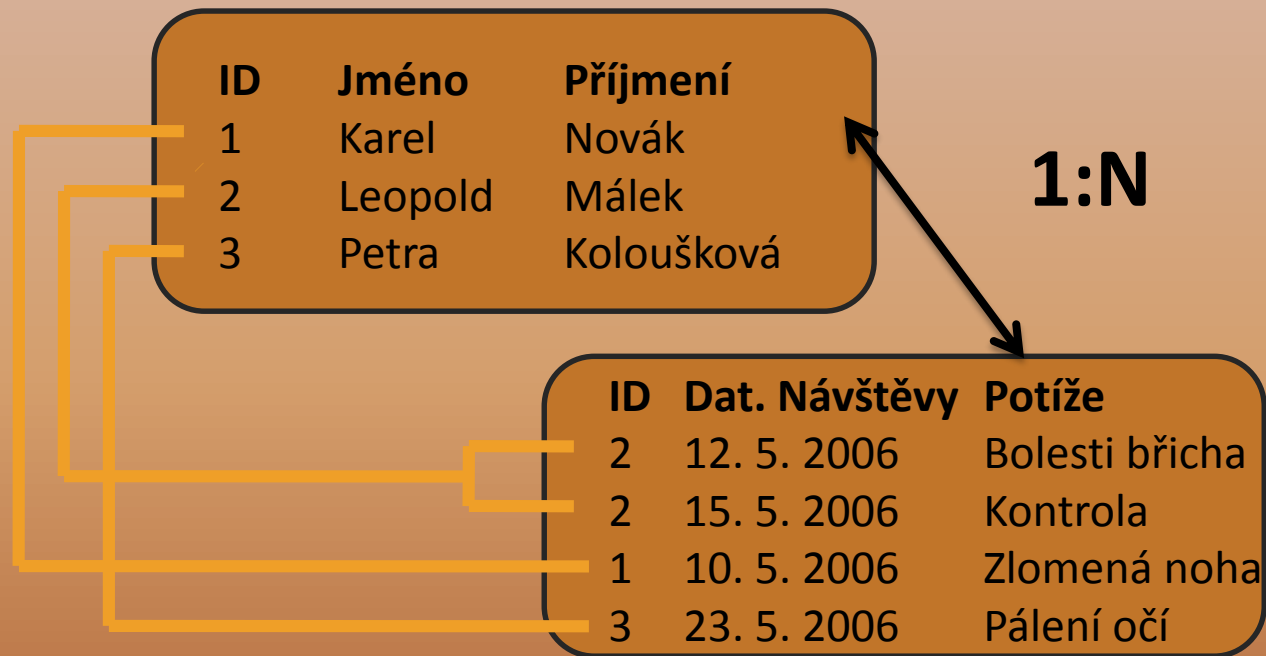 ID Jméno Příjmení
1 Karel Novák
2 Leopold Málek
3 Petra Koloušková
1:N
ID Dat. Návštěvy Potíže
2 12. 5. 2006 Bolesti břicha
2 15. 5. 2006 Kontrola
1 10. 5. 2006 Zlomená noha
3 23. 5. 2006 Pálení očí